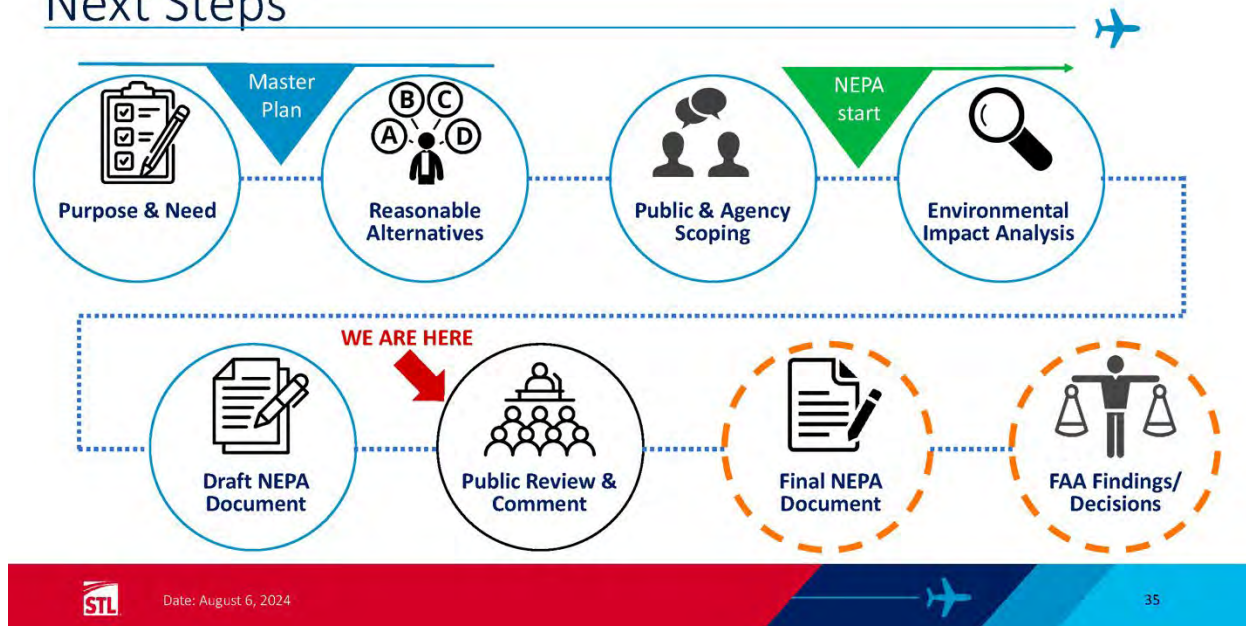 Next Steps
Master
Plan
NEPA
start
B C
A D
Purpose & Need
Reasonable
Alternatives
Public & Agency
Scoping
Environmental
Impact Analysis
WE ARE HERE
Draft NEPA
Document
Public Review &
Comment
Final NEPA
Document
FAA Findings/
Decisions
STL
Date: August 6, 2024
35